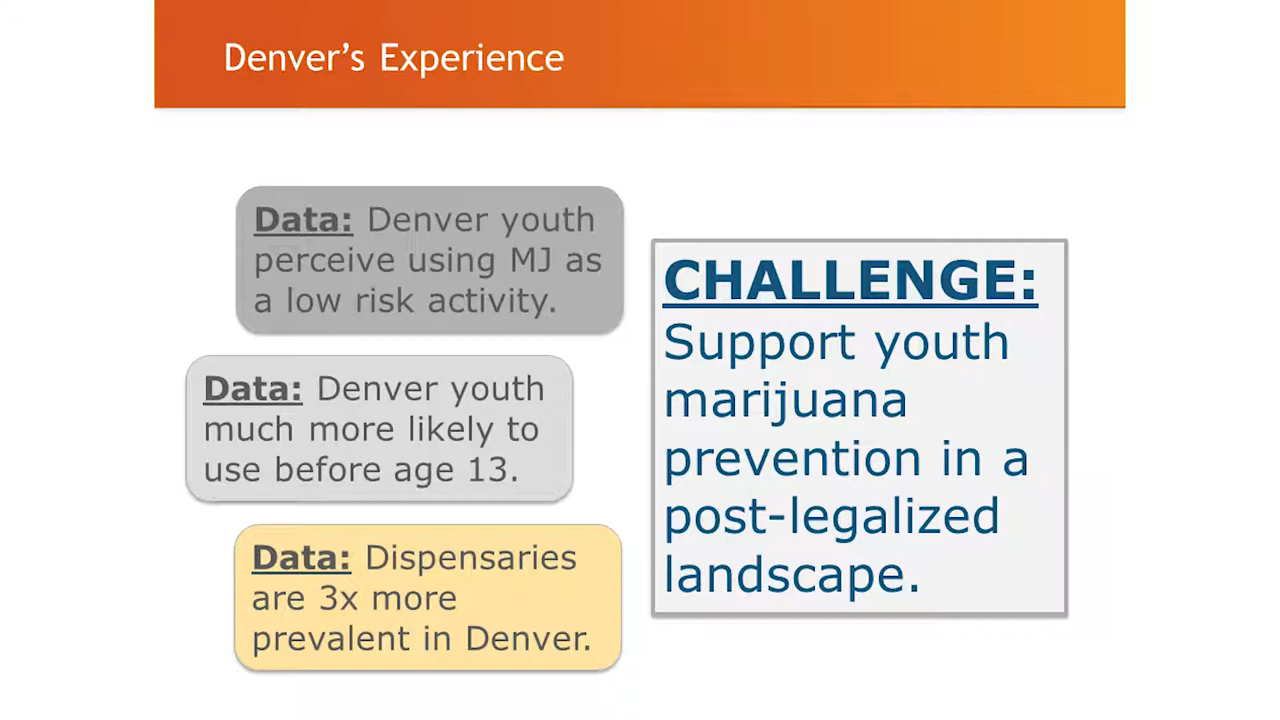 Denver's Experience
Data: Denver youth
perceive using MJ as
a low risk activity.
Data: Denver youth
much more likely to
use before age 13.
Data: Dispensaries
are 3x more
prevalent in Denver.
CHALLENGE:
Support youth
marijuana
prevention in a
post-legalized
landscape.